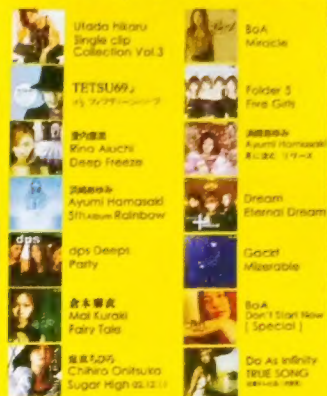 Utada Hikaru
Single clip
Collection Vol.3
TETSU69
愛内里菜
Rina Aiuchi
Deep Freeze
浜崎あゆみ
Ayumi Hamasaki
5th Album Rainbow
dps Deeps
Party
倉木麻衣
Mai Kuraki
Fairy Tale
鬼束ちひろ
Chihiro Onitsuka
Sugar High 02.12.11
BoA
Miracle
Folder 5
Five Girls
浜崎あゆみ
Ayumi Hamasaki
Dream
Eternal Dream
Gackt
Mizerable
BoA
Don't Start Now
[ Special ]
Do As Infinity
TRUE SONG